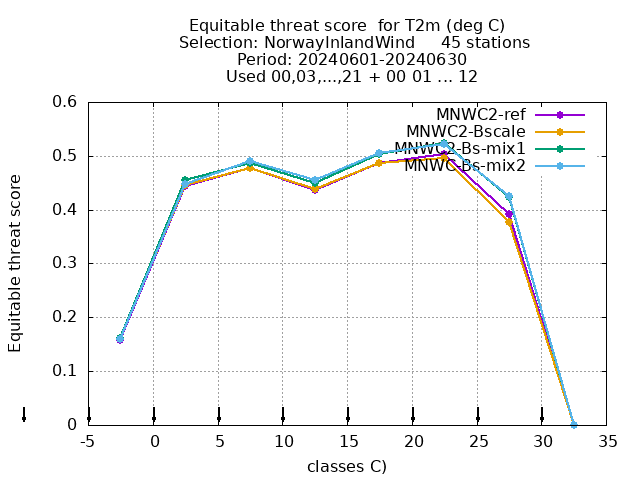 Equitable threat score  for T2m (deg C)
Selection: NorwayInlandWind     45 stations
Period: 20240601-20240630
Used 00,03,...,21 + 00 01 ... 12
MNWC2-ref
MNWC2-Bscale
MNWC2-Bs-mix1
MNWC2-Bs-mix2
Equitable threat score
0.6
0.5
0.4
0.3
0.2
0.1
0
-5 0 5 10 15 20 25 30 35
classes C)